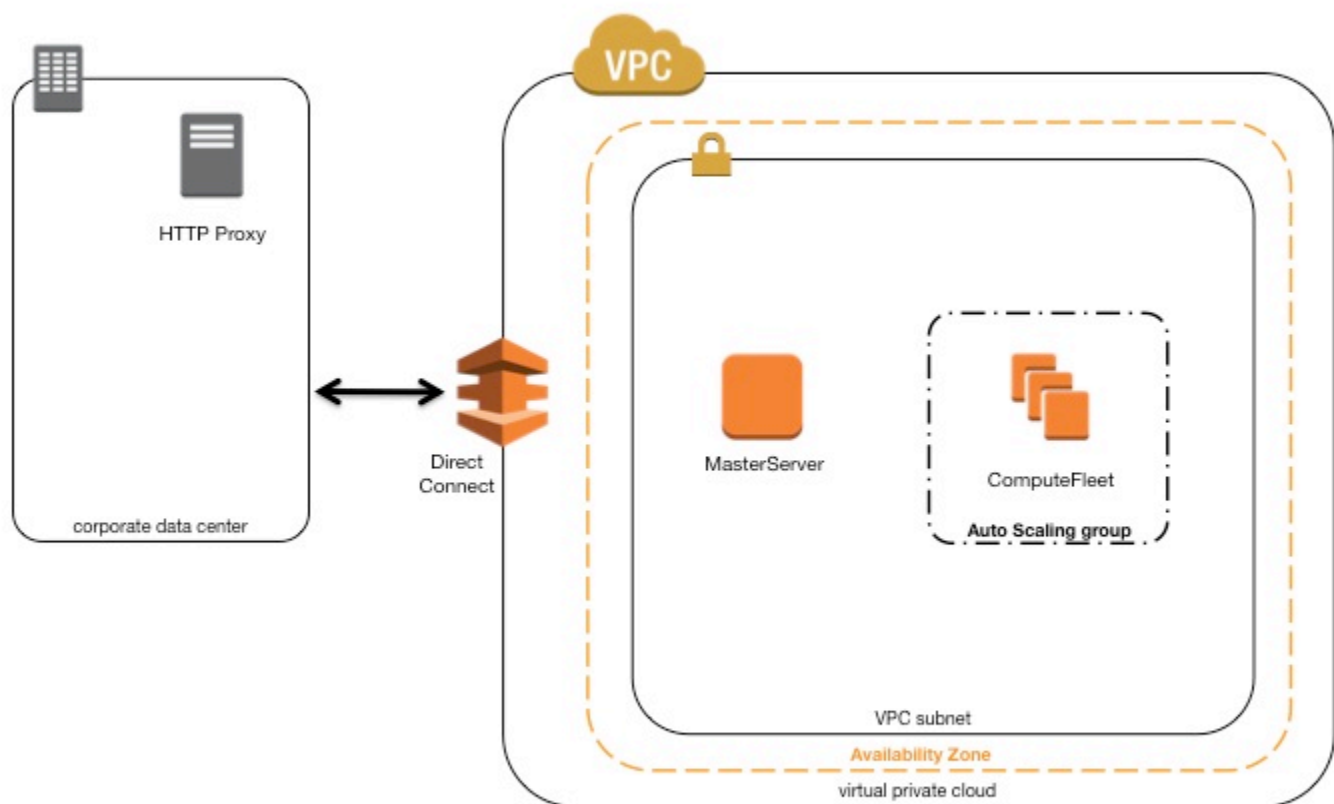 VPC
HTTP Proxy
Direct
Connect
corporate data center
MasterServer
ComputeFleet
Auto Scaling group
VPC subnet
Availability Zone
virtual private cloud